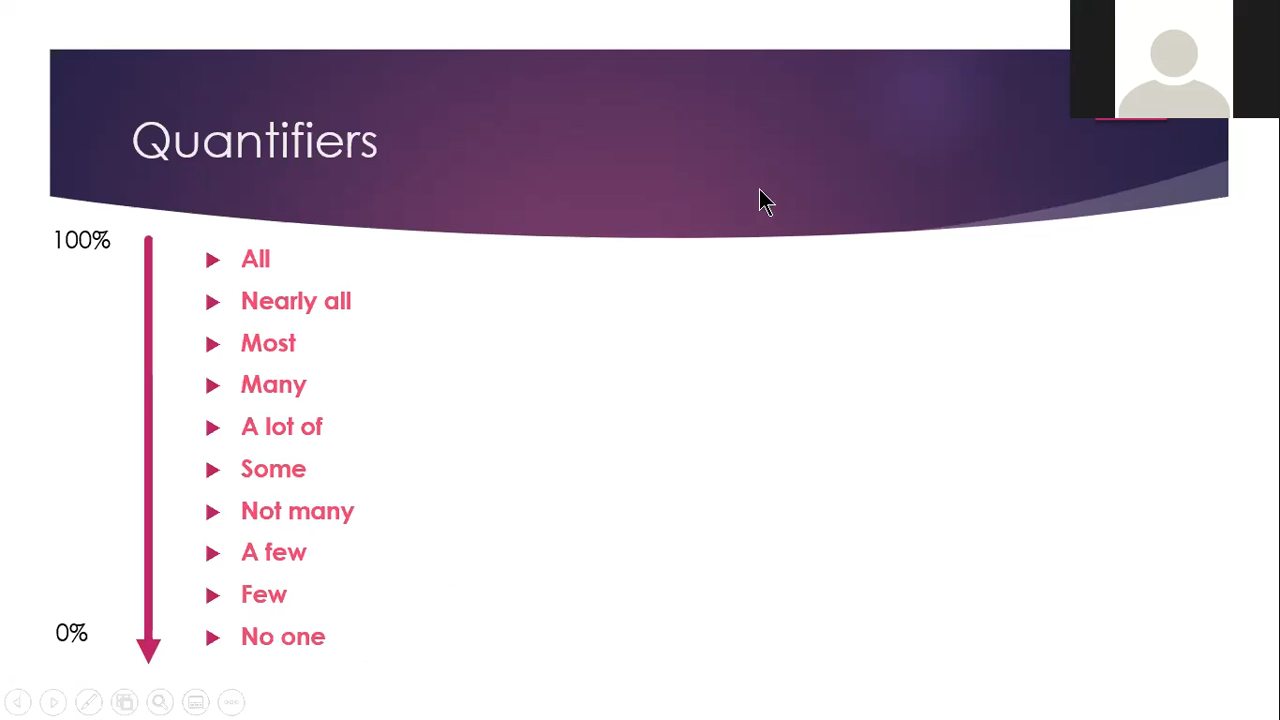 Quantifiers
100%
All
Nearly all
Most
Many
A lot of
Some
Not many
A few
Few
0%
No one